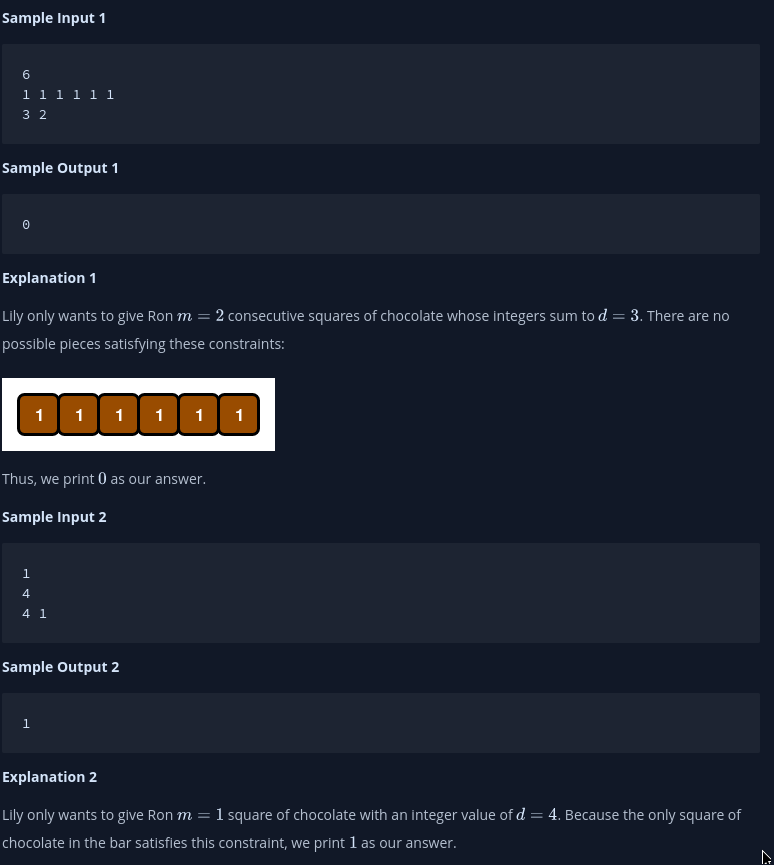 Sample Input 1
6
1 1 1 1 1 1
3 2
Sample Output 1
0
Explanation 1
Lily only wants to give Ron m = 2 consecutive squares of chocolate whose integers sum to d = 3. There are no
possible pieces satisfying these constraints:
1 1 1 1 1 1
Thus, we print 0 as our answer.
Sample Input 2
1
4
4 1
Sample Output 2
1
Explanation 2
Lily only wants to give Ron m = 1 square of chocolate with an integer value of d = 4. Because the only square of
chocolate in the bar satisfies this constraint, we print 1 as our answer.